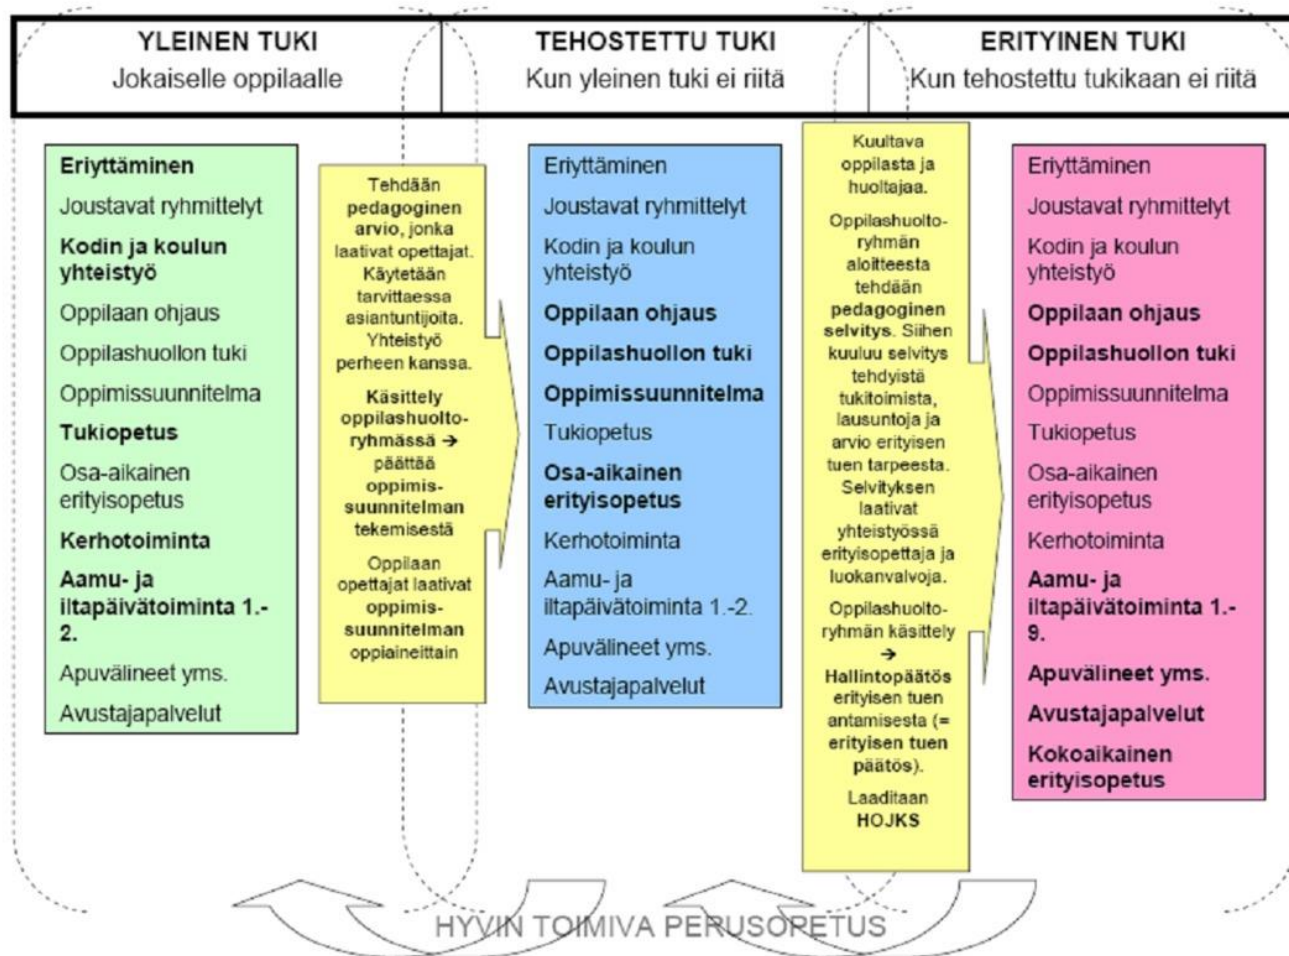 YLEINEN TUKI
Jokaiselle oppilaalle
TEHOSTETTU TUKI
Kun yleinen tuki ei riitä
ERITYINEN TUKI
Kun tehostettu tukikaan ei riitä
Eriyttäminen
Joustavat ryhmittelyt
Kodin ja koulun
yhteistyö
Oppilaan ohjaus
Oppilashuollon tuki
Oppimissuunnitelma
Tukiopetus
Osa-aikainen
erityisopetus
Kerhotoiminta
Aamu- ja
iltapäivätoiminta 1.-
2.
Apuvälineet yms.
Avustajapalvelut
Tehdään
pedagoginen
arvio, jonka
laativat opettajat.
Käytetään
tarvittaessa
asiantuntijoita.
Yhteistyö
perheen kanssa.
Käsittely
oppilashuolto-
ryhmässä →
päättää
oppimis-
suunnitelman
tekemisestä
Oppilaan
opettajat laativat
oppimis-
suunnitelman
oppiaineittain
Eriyttäminen
Joustavat ryhmittelyt
Kodin ja koulun
yhteistyö
Oppilaan ohjaus
Oppilashuollon tuki
Oppimissuunnitelma
Tukiopetus
Osa-aikainen
erityisopetus
Kerhotoiminta
Aamu- ja
iltapäivätoiminta 1.-2.
Apuvälineet yms.
Avustajapalvelut
Kuultava
oppilasta ja
huoltajaa.
Oppilashuolto-
ryhmän
aloitteesta
tehdään
pedagoginen
selvitys. Siihen
kuuluu selvitys
tehdyistä
tukitoimista,
lausuntoja ja
arvio erityisen
tuen tarpeesta.
Selvityksen
laativat
yhteistyössä
erityisopettaja ja
luokanvalvoja.
Oppilashuolto-
ryhmän käsittely
→
Hallintopäätös
erityisen tuen
antamisesta (=
erityisen tuen
päätös).
Laaditaan
HOJKS
Eriyttäminen
Joustavat ryhmittelyt
Kodin ja koulun
yhteistyö
Oppilaan ohjaus
Oppilashuollon tuki
Oppimissuunnitelma
Tukiopetus
Osa-aikainen
erityisopetus
Kerhotoiminta
Aamu- ja
iltapäivätoiminta 1.-
9.
Apuvälineet yms.
Avustajapalvelut
Kokoaikainen
erityisopetus
HYVIN TOIMIVA PERUSOPETUS